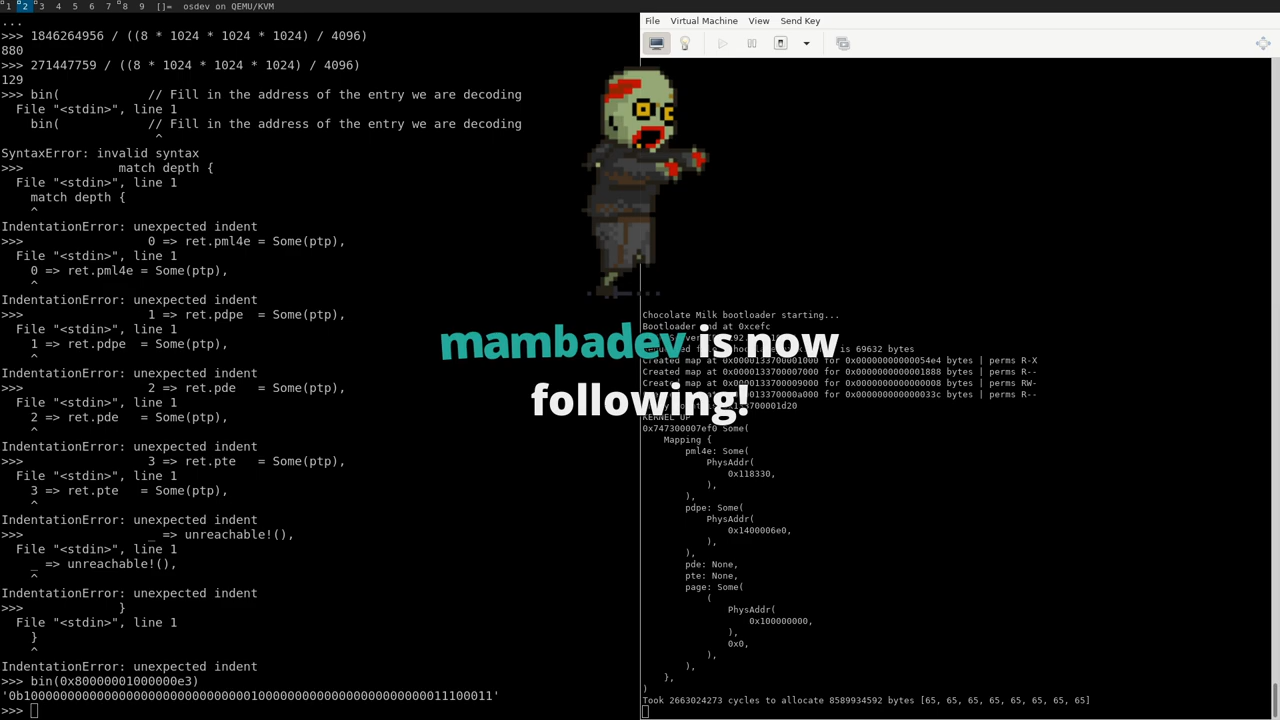 1 2 3 4 5 6 7 8 9 []= osdev on QEMU/KVM
...
>>> 1846264936 / ((8 * 1024 * 1024 * 1024) / 4096)
880
>>> 271447759 / ((8 * 1024 * 1024 * 1024) / 4096)
129
>>> bin(            // Fill in the address of the entry we are decoding
  File "<stdin>", line 1
    bin(            // Fill in the address of the entry we are decoding
                     ^
SyntaxError: invalid syntax
>>>             match depth {
  File "<stdin>", line 1
    match depth {
    ^
IndentationError: unexpected indent
>>>                 0 => ret.pml4e = Some(ptp),
  File "<stdin>", line 1
    0 => ret.pml4e = Some(ptp),
    ^
IndentationError: unexpected indent
>>>                 1 => ret.pdpe  = Some(ptp),
  File "<stdin>", line 1
    1 => ret.pdpe  = Some(ptp),
    ^
IndentationError: unexpected indent
>>>                 2 => ret.pde   = Some(ptp),
  File "<stdin>", line 1
    2 => ret.pde   = Some(ptp),
    ^
IndentationError: unexpected indent
>>>                 3 => ret.pte   = Some(ptp),
  File "<stdin>", line 1
    3 => ret.pte   = Some(ptp),
    ^
IndentationError: unexpected indent
>>>                 _ => unreachable!(),
  File "<stdin>", line 1
    _ => unreachable!(),
    ^
IndentationError: unexpected indent
>>>             }
  File "<stdin>", line 1
    }
    ^
IndentationError: unexpected indent
>>> bin(0x80000001000000e3)
>>>
mambadev is now
following!
File Virtual Machine View Send Key
Chocolate Milk bootloader starting...
Bootloader end at 0xcefc
is 69632 bytes
Created map at 0x0000133700001000 for 0x00000000000054e4 bytes | perms R-X
Created map at 0x0000133700007000 for 0x0000000000001888 bytes | perms R--
Created map at 0x0000133700009000 for 0x0000000000000008 bytes | perms RW-
Created map at 0x000013370000a000 for 0x000000000000033c bytes | perms R--
KERNEL UP
0x747300007ef0 Some(
    Mapping {
        pml4e: Some(
            PhysAddr(
                0x118330,
            ),
        ),
        pdpe: Some(
            PhysAddr(
                0x1400006e0,
            ),
        ),
        pde: None,
        pte: None,
        page: Some(
            (
                PhysAddr(
                    0x100000000,
                ),
                0x0,
            ),
        ),
    },
)
Took 2663024273 cycles to allocate 8589934592 bytes [65, 65, 65, 65, 65, 65, 65, 65]